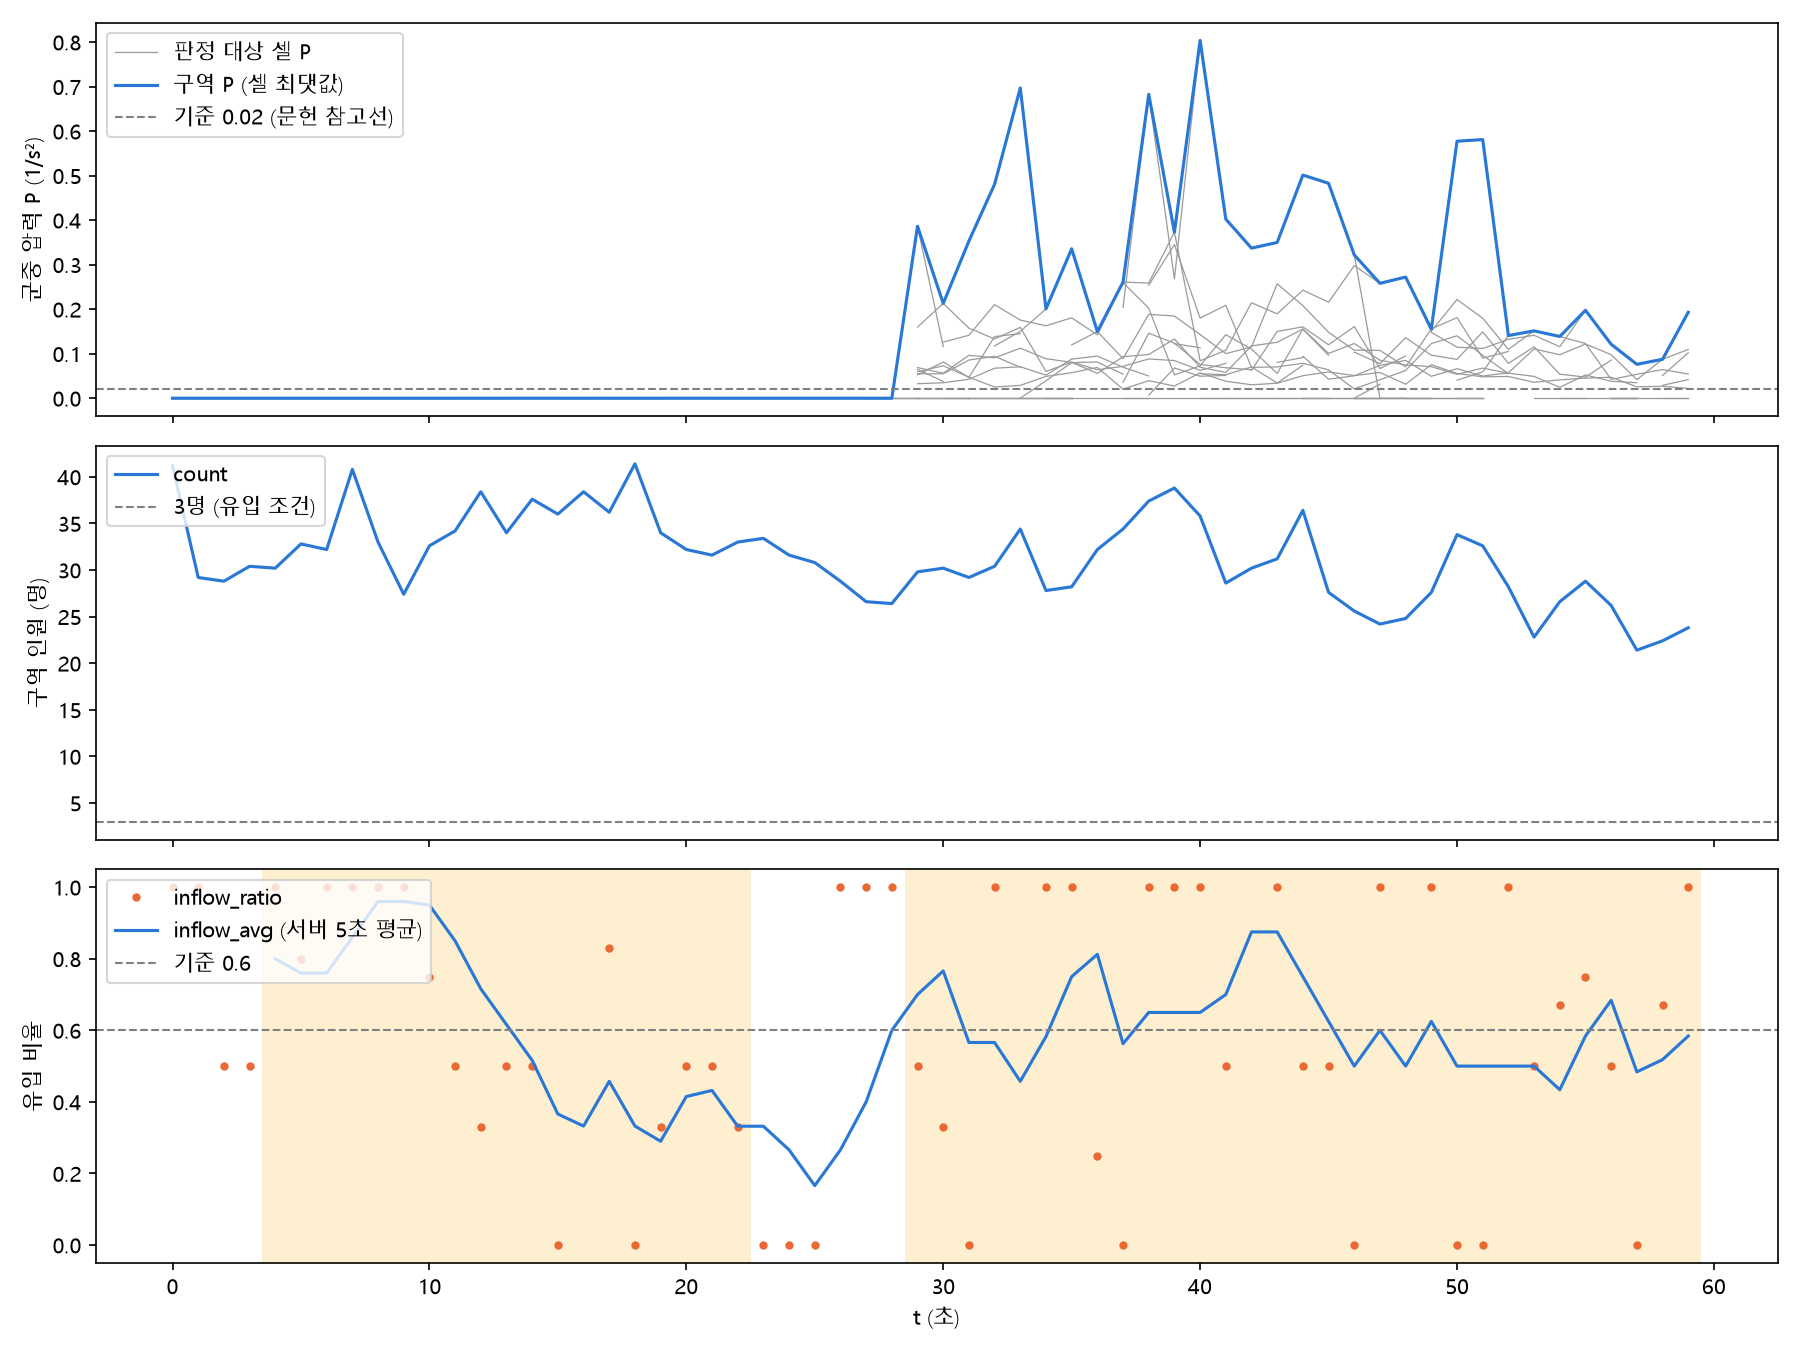 판정 대상 셀 P
구역 P (셀 최댓값)
기준 0.02 (문헌 참고선)
군중 압력 P (1/s²)
0.8
0.7
0.6
0.5
0.4
0.3
0.2
0.1
0.0
count
3명 (유입 조건)
구역 인원 (명)
40
35
30
25
20
15
10
5
inflow_ratio
inflow_avg (서버 5초 평균)
기준 0.6
유입 비율
1.0
0.8
0.6
0.4
0.2
0.0
0 10 20 30 40 50 60
t (초)